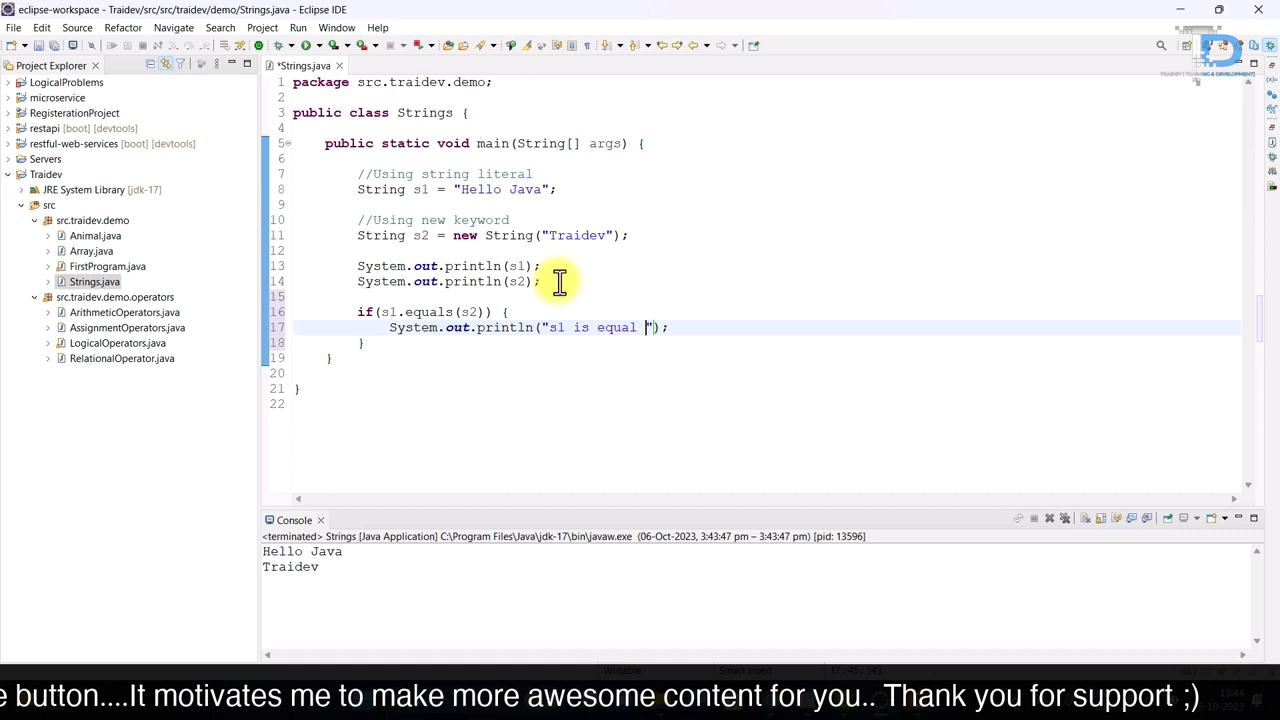 eclipse-workspace - Traidev/src/src/traidev/demo/Strings.java - Eclipse IDE
File Edit Source Refactor Navigate Search Project Run Window Help
Project Explorer
LogicalProblems
microservice
RegisterationProject
restapi [boot] [devtools]
restful-web-services [boot] [devtools]
Servers
Traidev
JRE System Library [jdk-17]
src
src.traidev.demo
Animal.java
Array.java
FirstProgram.java
Strings.java
src.traidev.demo.operators
ArithmeticOperators.java
AssignmentOperators.java
LogicalOperators.java
RelationalOperator.java
*Strings.java
1 package src.traidev.demo;
2
3 public class Strings {
4
5 public static void main(String[] args) {
6
7 //Using string literal
8 String s1 = "Hello Java";
9
10 //Using new keyword
11 String s2 = new String("Traidev");
12
13 System.out.println(s1);
14 System.out.println(s2);
15
16 if(s1.equals(s2)) {
17 System.out.println("s1 is equal ");
18 }
19 }
20
21 }
22
Console
<terminated> Strings [Java Application] C:\Program Files\Java\jdk-17\bin\javaw.exe (06-Oct-2023, 3:43:47 pm – 3:43:47 pm) [pid: 13596]
Hello Java
Traidev
Writable Smart Insert 17 : 45 : 343
e button....It motivates me to make more awesome content for you.. Thank you for support ;)